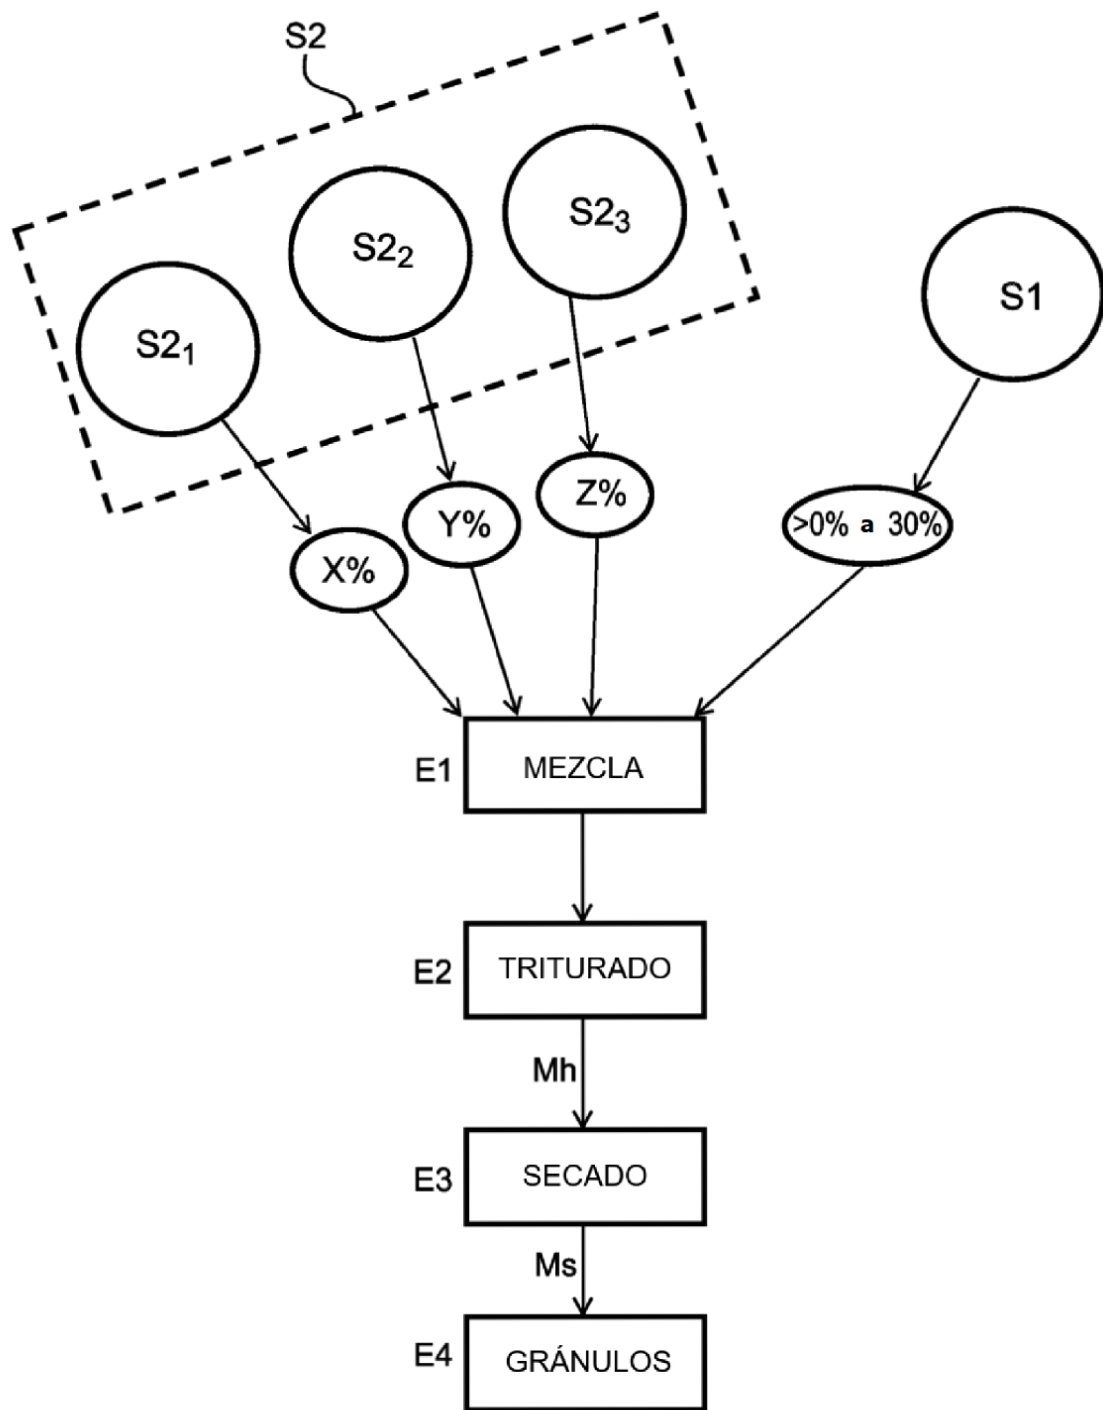 S2
S2₁
S2₂
S2₃
S1
X%
Y%
Z%
>0% a 30%
E1 MEZCLA
E2 TRITURADO
Mh
E3 SECADO
Ms
E4 GRÁNULOS